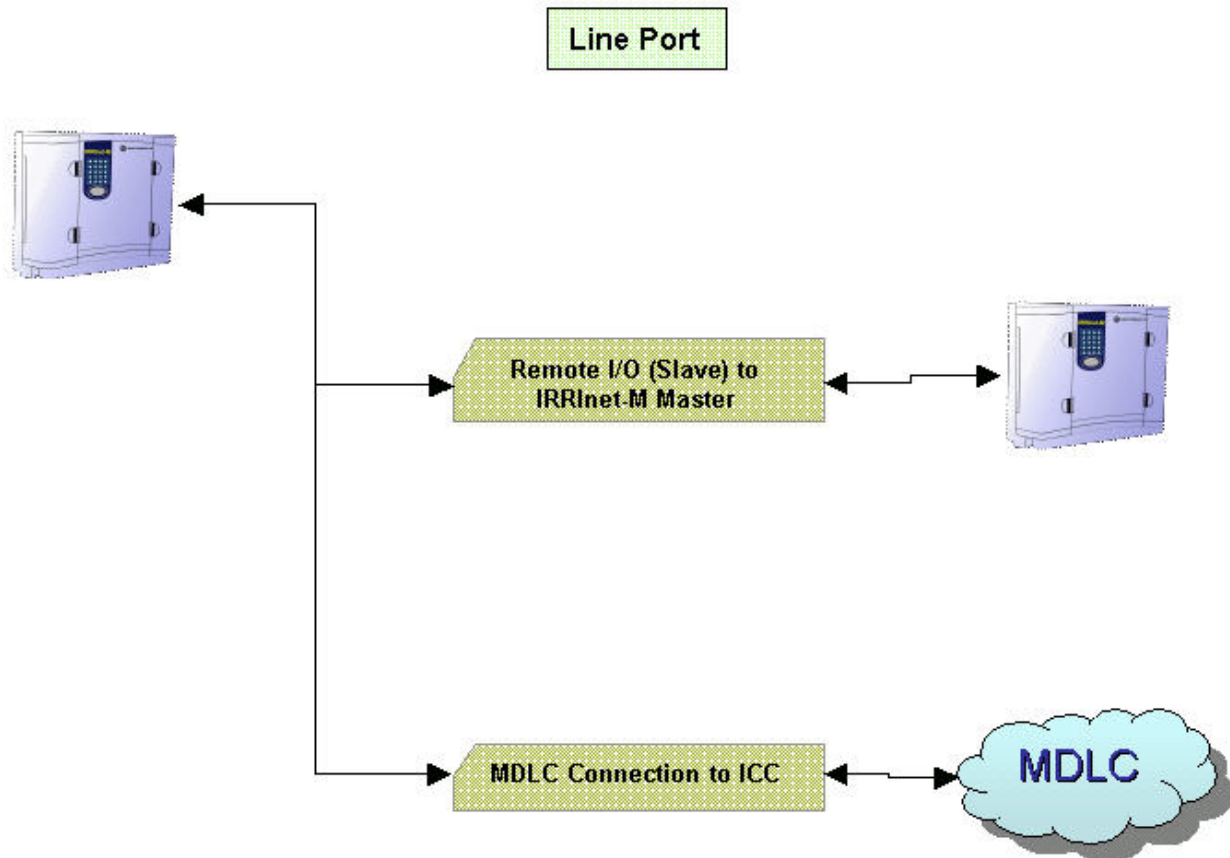 Line Port
Remote I/O (Slave) to
IRRInet-M Master
MDLC Connection to ICC
MDLC